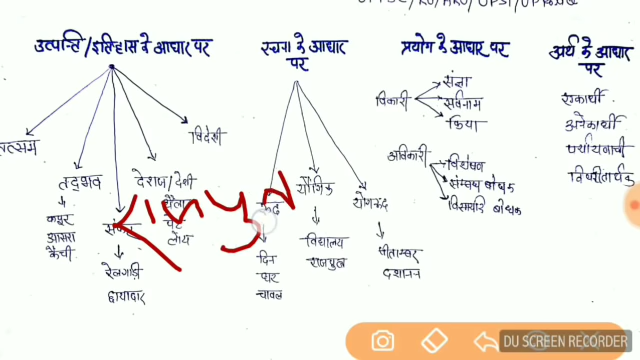 उत्पत्ति/इतिहास के आधार पर
तत्सम
तद्भव
कपूर
आसरा
कैंची
संकर
रेलगाड़ी
छायादार
देशज/देशी
थैला
लोटा
विदेशी
रचना के आधार
पर
रूढ़
दिन
घर
चावल
यौगिक
विद्यालय
राजपुत्र
योगरूढ़
पीताम्बर
दशानन
प्रयोग के आधार पर
विकारी
संज्ञा
सर्वनाम
क्रिया
अविकारी
विशेषण
सम्बन्ध बोधक
विस्मयादि बोधक
अर्थ के आधार
पर
एकार्थी
अनेकार्थी
पर्यायवाची
विपरीतार्थक
राजपुत्र
DU SCREEN RECORDER